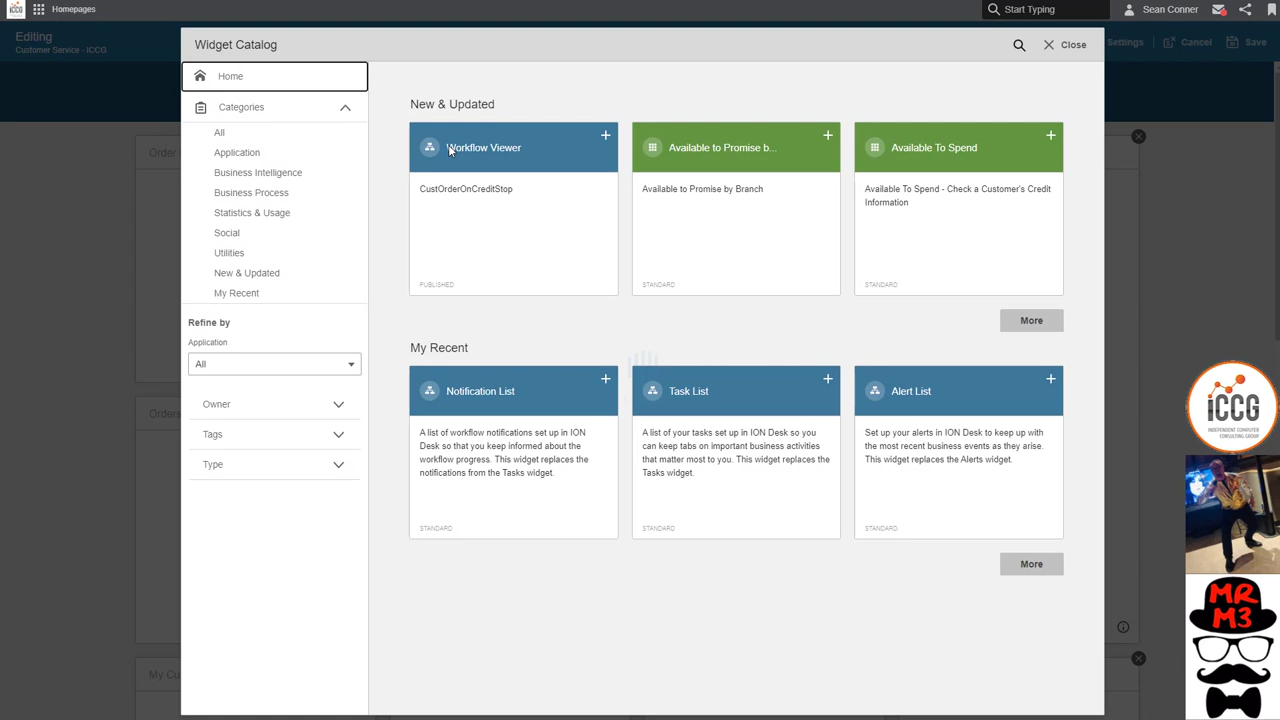 Homepages
Start Typing
Sean Conner
Editing
Customer Service - ICCG
Settings
Cancel
Save
Widget Catalog
Close
Home
Categories
All
Application
Business Intelligence
Business Process
Statistics & Usage
Social
Utilities
New & Updated
My Recent
Refine by
Application
All
Owner
Tags
Type
New & Updated
Workflow Viewer
CustOrderOnCreditStop
PUBLISHED
Available to Promise b...
Available to Promise by Branch
STANDARD
Available To Spend
Available To Spend - Check a Customer's Credit
Information
STANDARD
More
My Recent
Notification List
A list of workflow notifications set up in ION
Desk so that you keep informed about the
workflow progress. This widget replaces the
notifications from the Tasks widget.
STANDARD
Task List
A list of your tasks set up in ION Desk so you
can keep tabs on important business activities
that matter most to you. This widget replaces the
Tasks widget.
STANDARD
Alert List
Set up your alerts in ION Desk to keep up with
the most recent business events as they arise.
This widget replaces the Alerts widget.
STANDARD
More
Order
Orders
My Cu
iCCG
INDEPENDENT COMPUTER
CONSULTING GROUP
MR
M3